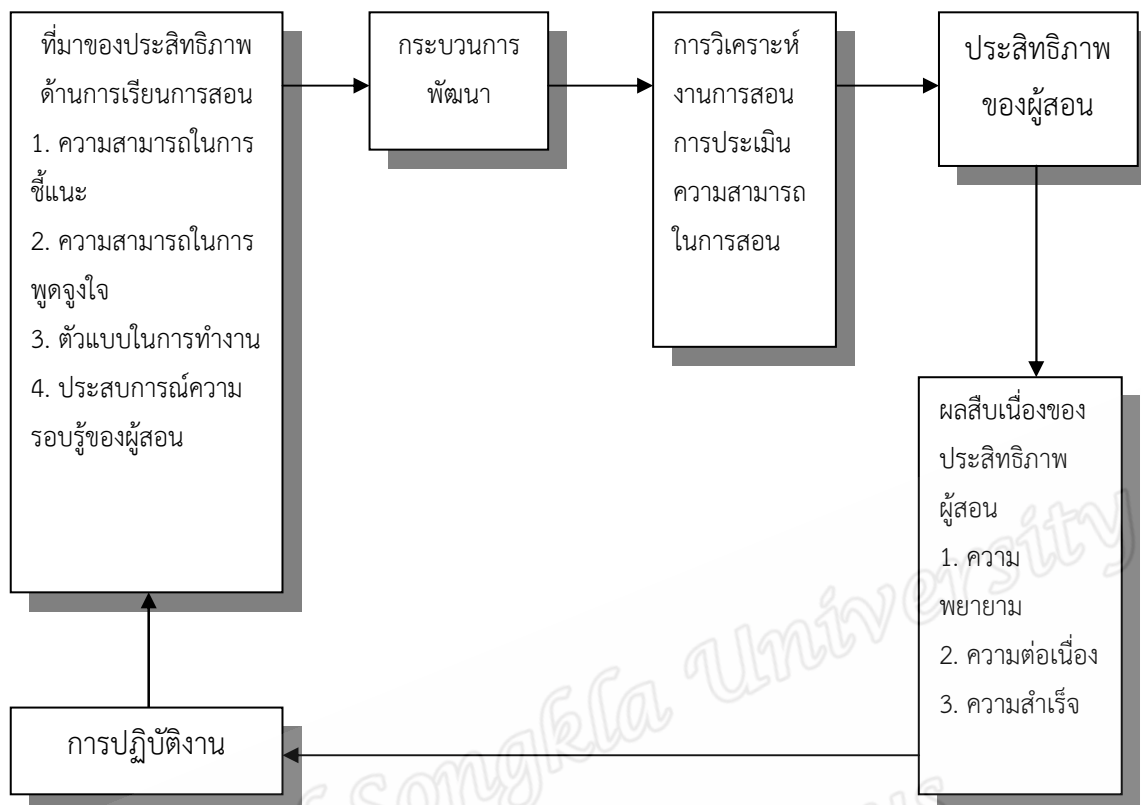 ที่มาของประสิทธิภาพ
ด้านการเรียนการสอน
1. ความสามารถในการ
ชี้แนะ
2. ความสามารถในการ
พูดจูงใจ
3. ตัวแบบในการทำงาน
4. ประสบการณ์ความ
รอบรู้ของผู้สอน
กระบวนการ
พัฒนา
การวิเคราะห์
งานการสอน
การประเมิน
ความสามารถ
ในการสอน
ประสิทธิภาพ
ของผู้สอน
ผลสืบเนื่องของ
ประสิทธิภาพ
ผู้สอน
1. ความ
พยายาม
2. ความต่อเนื่อง
3. ความสำเร็จ
การปฏิบัติงาน
Songkla University